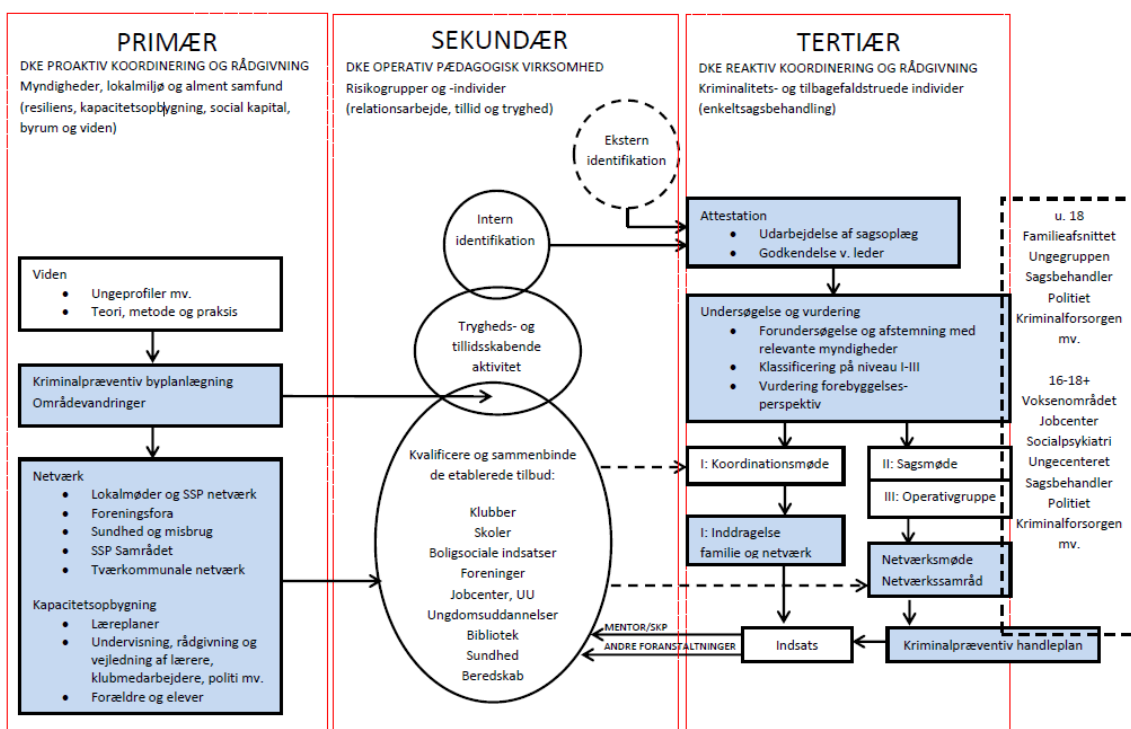 PRIMÆR
DKE PROAKTIV KOORDINERING OG RÅDGIVNING
Myndigheder, lokalmiljø og alment samfund
(resiliens, kapacitetsopbygning, social kapital,
byrum og viden)
Viden
• Ungeprofiler mv.
• Teori, metode og praksis
Kriminalpræventiv byplanlægning
Områdevandringer
Netværk
• Lokalmøder og SSP netværk
• Foreningsfora
• Sundhed og misbrug
• SSP Samrådet
• Tværkommunale netværk
Kapacitetsopbygning
• Læreplaner
• Undervisning, rådgivning og
vejledning af lærere,
klubmedarbejdere, politi mv.
• Forældre og elever
SEKUNDÆR
DKE OPERATIV PÆDAGOGISK VIRKSOMHED
Risikogrupper og -individer
(relationsarbejde, tillid og tryghed)
Ekstern
identifikation
Intern
identifikation
Trygheds- og
tillidsskabende
aktivitet
Kvalificere og sammenbinde
de etablerede tilbud:
Klubber
Skoler
Boligsociale indsatser
Foreninger
Jobcenter, UU
Ungdomsuddannelser
Bibliotek
Sundhed
Beredskab
TERTIÆR
DKE REAKTIV KOORDINERING OG RÅDGIVNING
Kriminalitets- og tilbagefaldstruede individer
(enkeltsagsbehandling)
Attestation
• Udarbejdelse af sagsoplæg
• Godkendelse v. leder
Undersøgelse og vurdering
• Forundersøgelse og afstemning med
relevante myndigheder
• Klassificering på niveau I-III
• Vurdering forebyggelses-
perspektiv
I: Koordinationsmøde
II: Sagsmøde
III: Operativgruppe
I: Inddragelse
familie og netværk
Netværksmøde
Netværkssamråd
MENTOR/SKP
ANDRE FORANSTALTNINGER
Indsats
Kriminalpræventiv handleplan
u. 18
Familieafsnittet
Ungegruppen
Sagsbehandler
Politiet
Kriminalforsorgen
mv.
16-18+
Voksenområdet
Jobcenter
Socialpsykiatri
Ungecenteret
Sagsbehandler
Politiet
Kriminalforsorgen
mv.